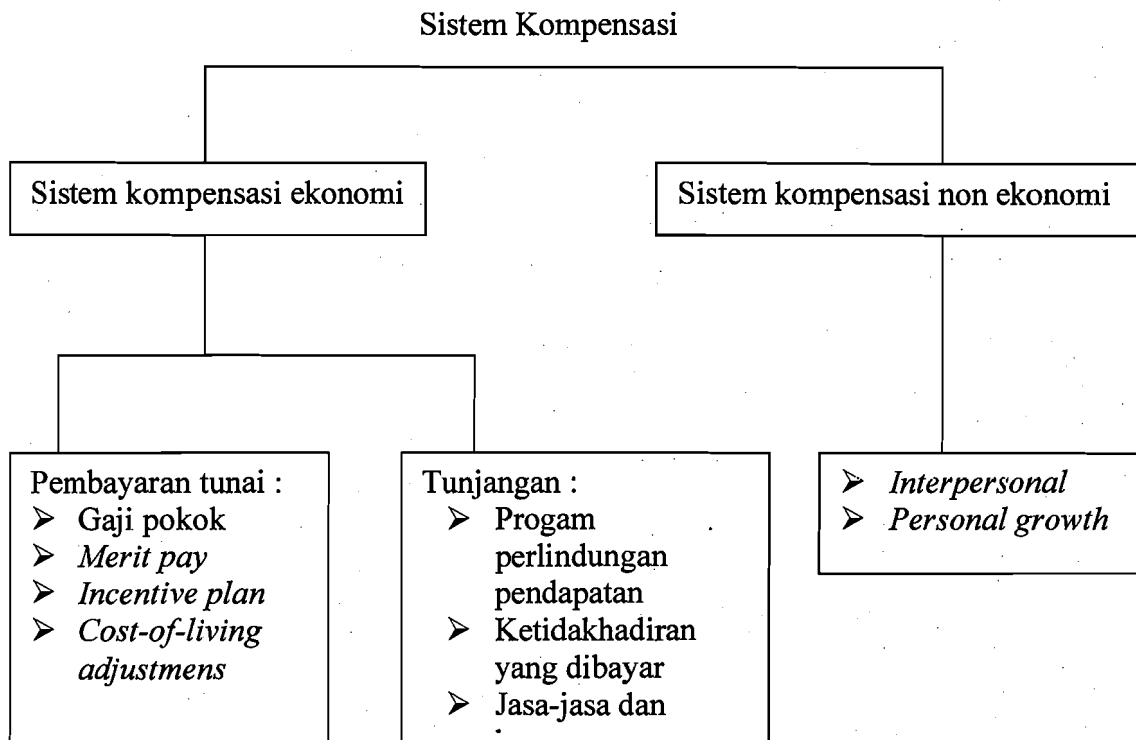 Sistem Kompensasi
Sistem kompensasi ekonomi
Sistem kompensasi non ekonomi
Pembayaran tunai :
➢ Gaji pokok
➢ Merit pay
➢ Incentive plan
➢ Cost-of-living
adjustmens
Tunjangan :
➢ Progam
perlindungan
pendapatan
➢ Ketidakhadiran
yang dibayar
➢ Jasa-jasa dan
➢ Interpersonal
➢ Personal growth